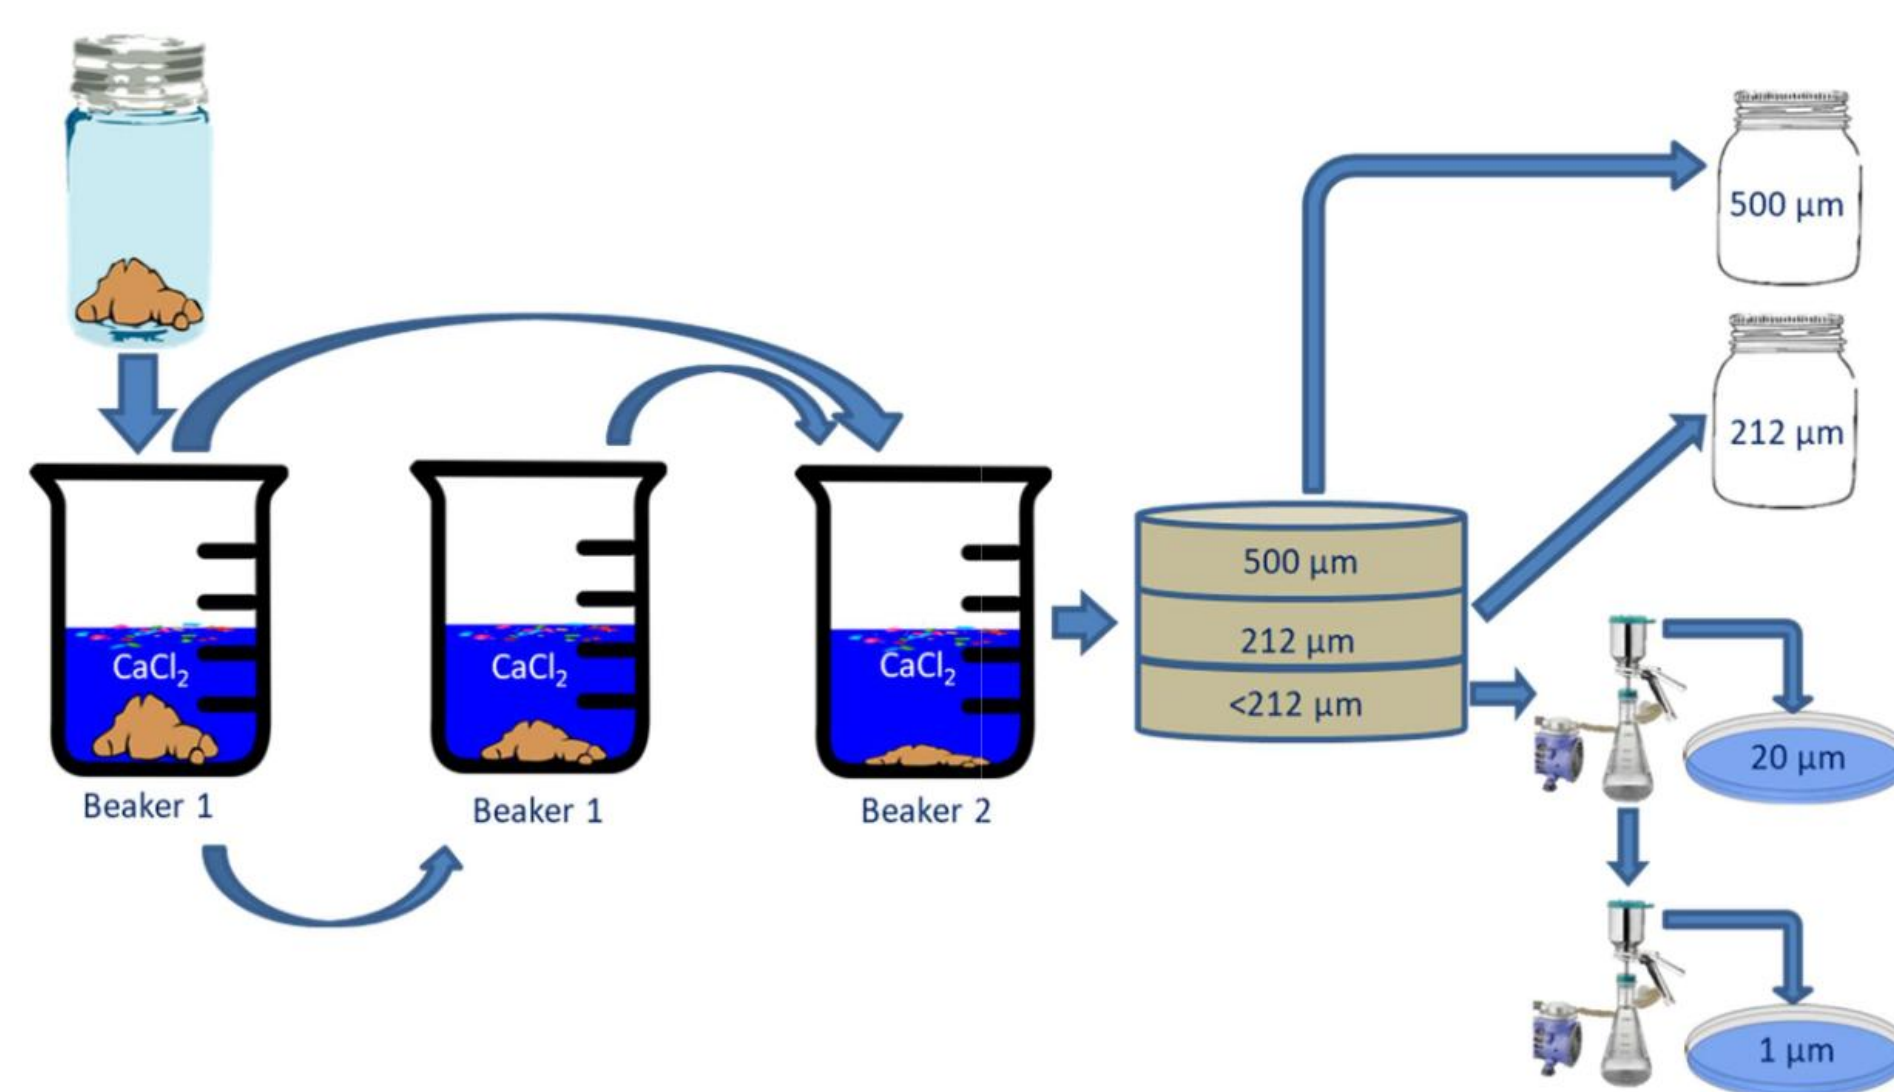 500 μm
212 μm
CaCl₂
CaCl₂
CaCl₂
Beaker 1
Beaker 1
Beaker 2
500 μm
212 μm
<212 μm
20 μm
1 μm